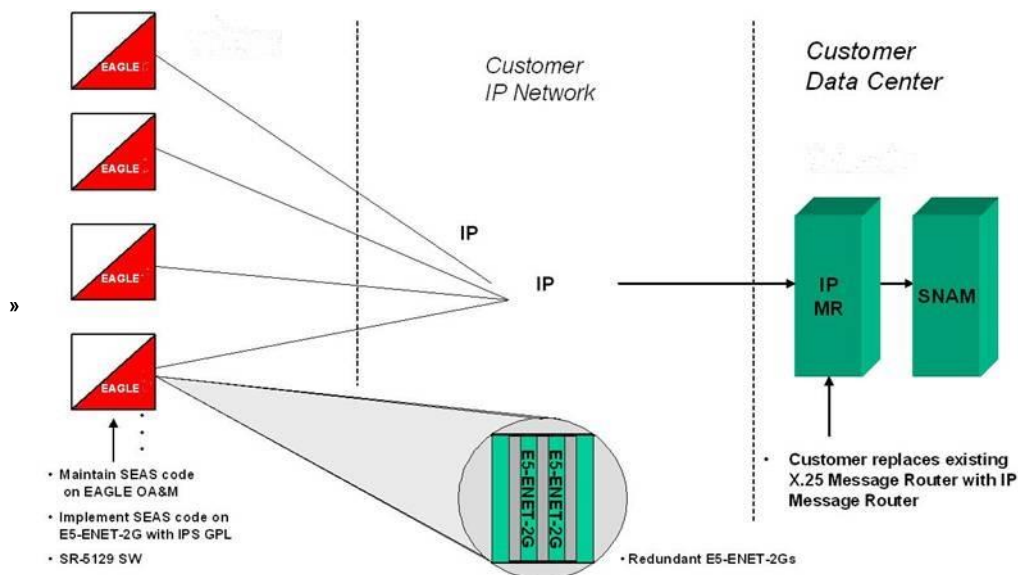 EAGLE
EAGLE
EAGLE
EAGLE
»
Customer
IP Network
Customer
Data Center
IP
IP
IP
MR
SNAM
E5-ENET-2G
E5-ENET-2G
• Maintain SEAS code
on EAGLE OA&M
• Implement SEAS code on
E5-ENET-2G with IPS GPL
• SR-5129 SW
• Redundant E5-ENET-2Gs
• Customer replaces existing
X.25 Message Router with IP
Message Router